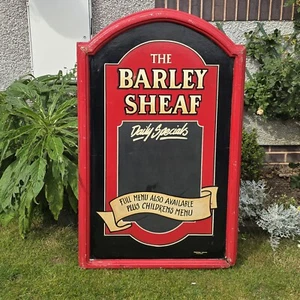 THE
BARLEY
SHEAF
Daily Specials
FULL MENU ALSO AVAILABLE
PLUS CHILDRENS MENU